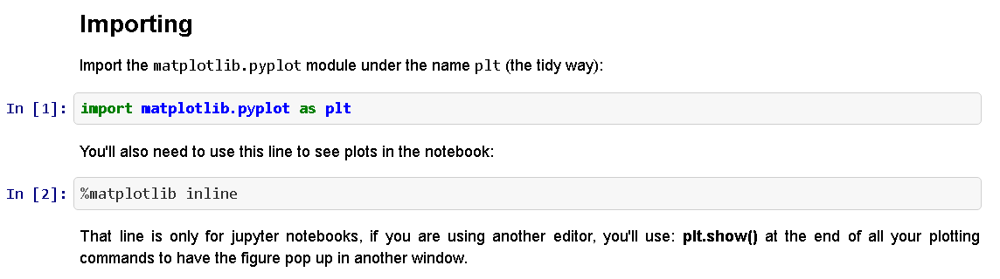 Importing
Import the matplotlib.pyplot module under the name plt (the tidy way):
In [1]: import matplotlib.pyplot as plt
You'll also need to use this line to see plots in the notebook:
In [2]: %matplotlib inline
That line is only for jupyter notebooks, if you are using another editor, you'll use: plt.show() at the end of all your plotting
commands to have the figure pop up in another window.